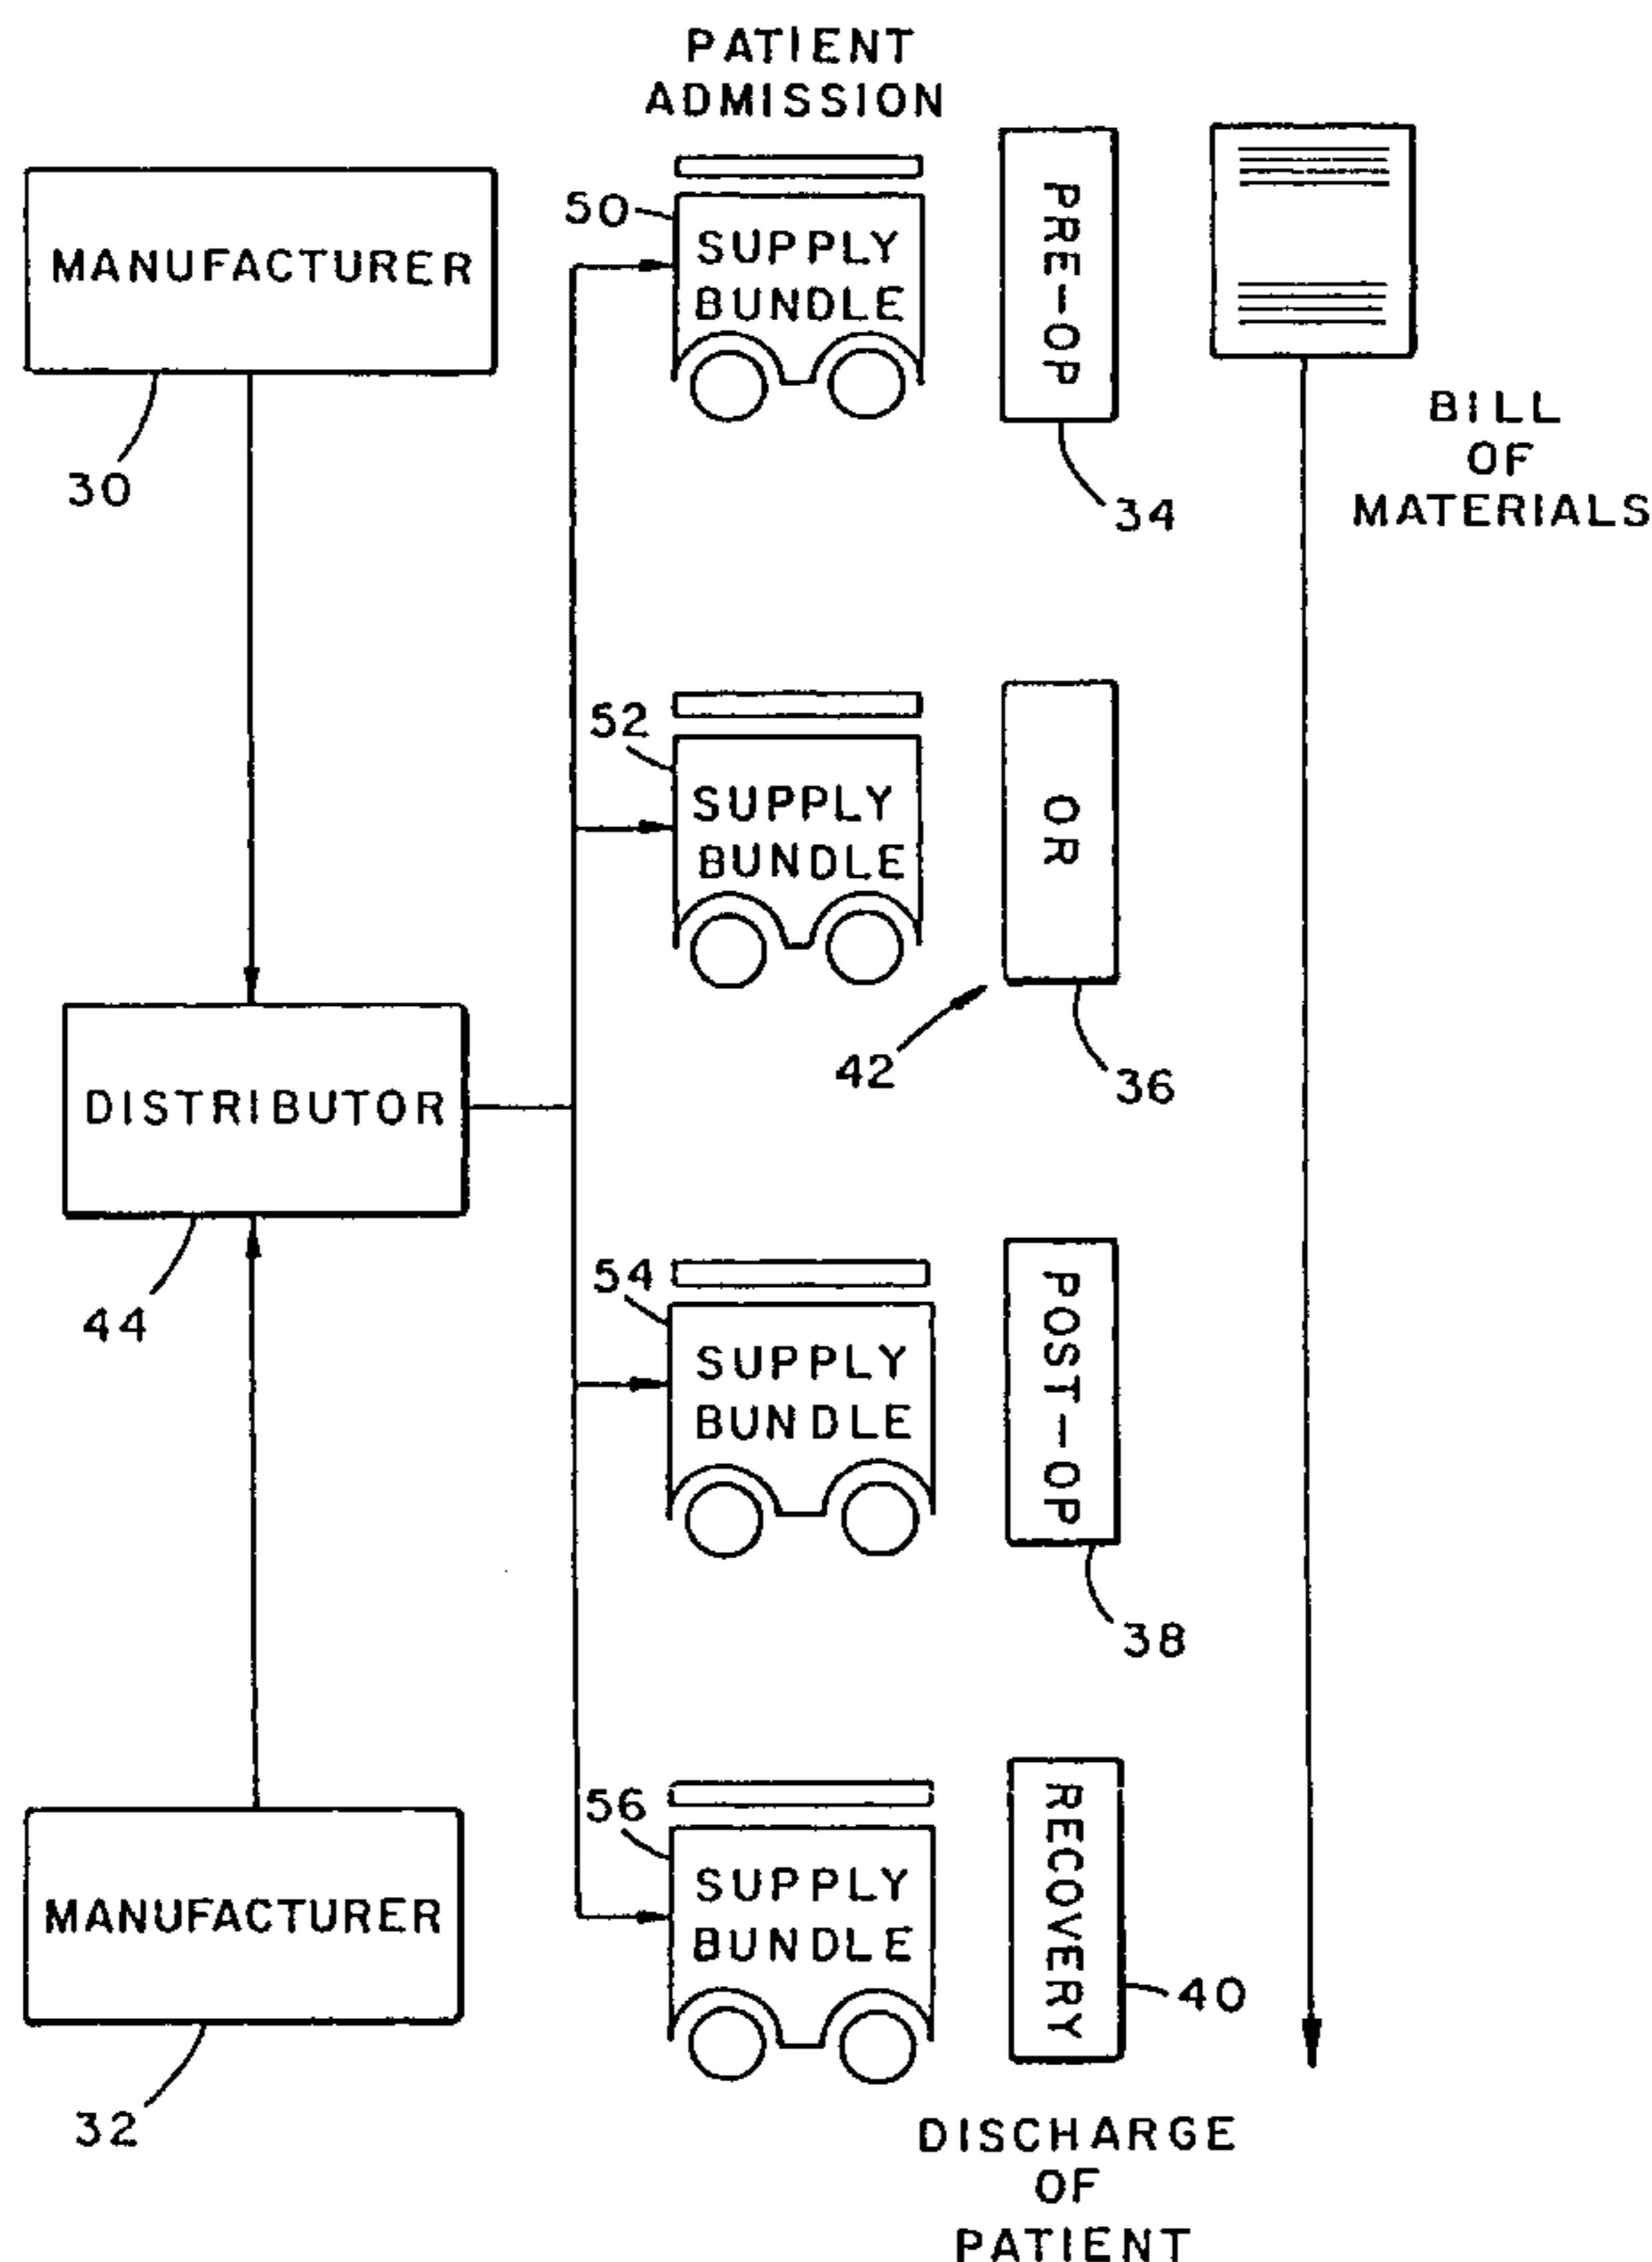 PATIENT
ADMISSION
MANUFACTURER
30
50
SUPPLY
BUNDLE
PRE-OP
34
BILL
OF
MATERIALS
52
SUPPLY
BUNDLE
OR
36
42
DISTRIBUTOR
44
54
SUPPLY
BUNDLE
POST-OP
38
MANUFACTURER
32
56
SUPPLY
BUNDLE
RECOVERY
40
DISCHARGE
OF
PATIENT